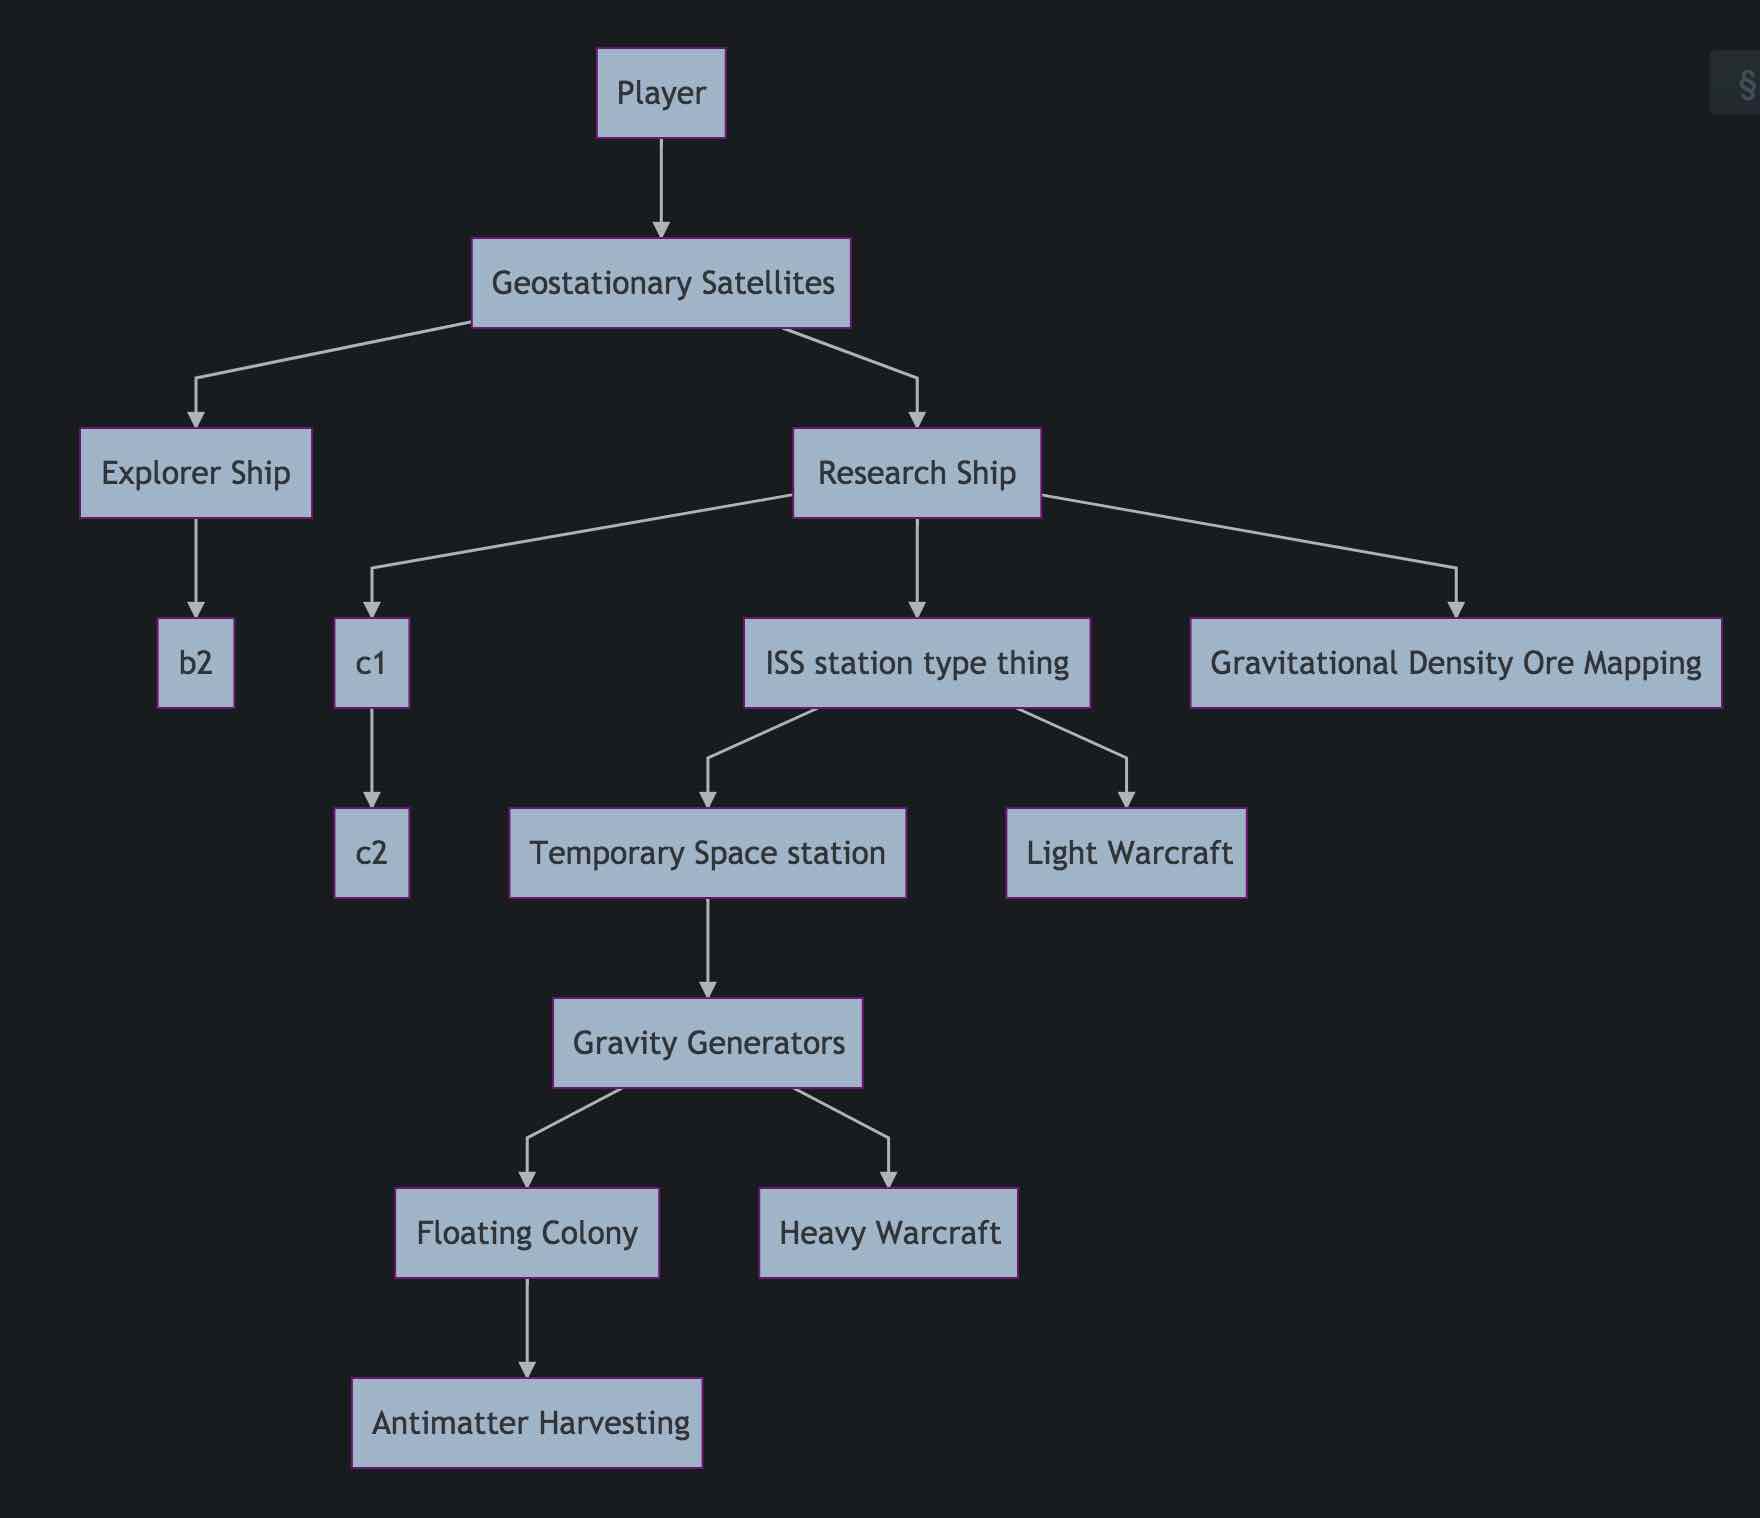 Player
§
Geostationary Satellites
Explorer Ship
Research Ship
b2
c1
ISS station type thing
Gravitational Density Ore Mapping
c2
Temporary Space station
Light Warcraft
Gravity Generators
Floating Colony
Heavy Warcraft
Antimatter Harvesting